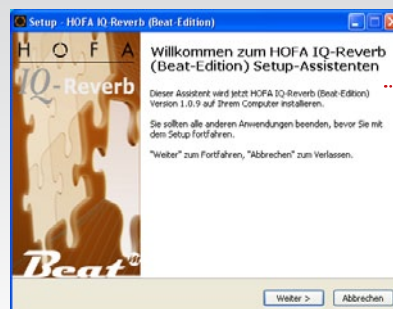 Setup - HOFA IQ-Reverb (Beat-Edition)
HOFA
IQ-Reverb
Beat
Willkommen zum HOFA IQ-Reverb
(Beat-Edition) Setup-Assistenten
Dieser Assistent wird jetzt HOFA IQ-Reverb (Beat-Edition)
Version 1.0.9 auf Ihrem Computer installieren.
Sie sollten alle anderen Anwendungen beenden, bevor Sie mit
dem Setup fortfahren.
"Weiter" zum Fortfahren, "Abbrechen" zum Verlassen.
Weiter >
Abbrechen